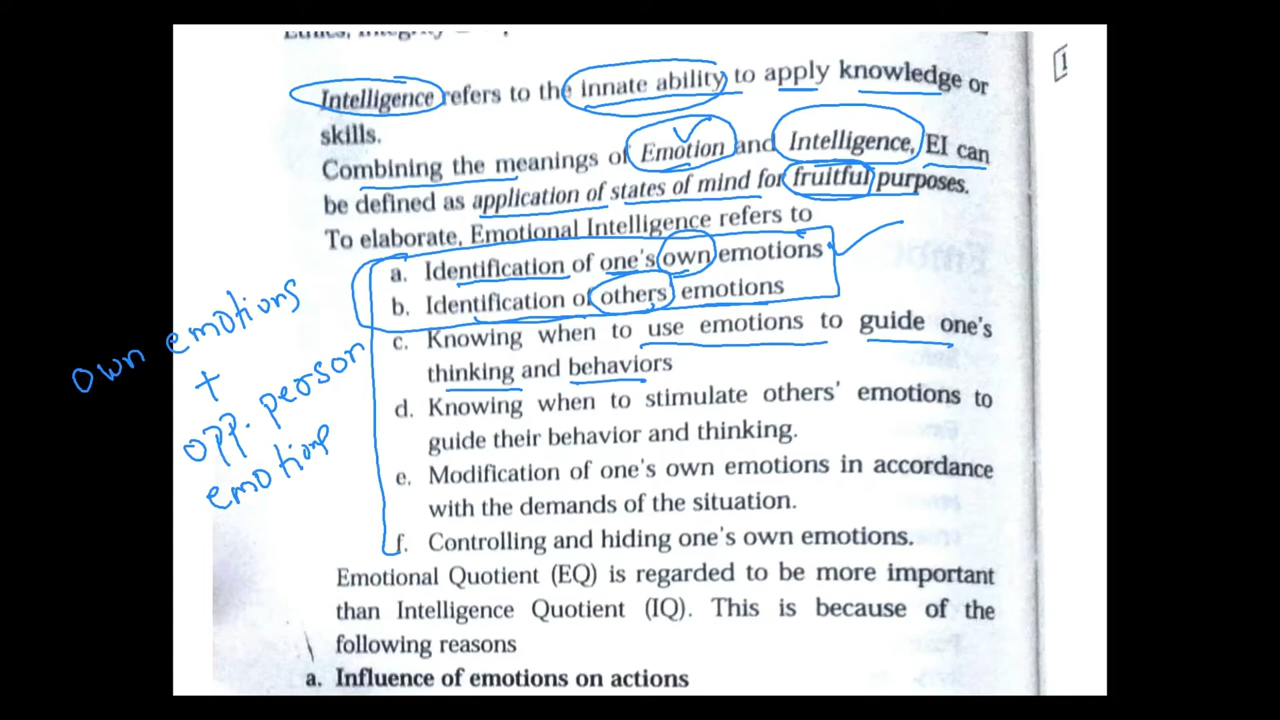 Ethics, Integrity
Intelligence refers to the innate ability to apply knowledge or
skills.
Combining the meanings of Emotion and Intelligence, EI can
be defined as application of states of mind for fruitful purposes.
To elaborate, Emotional Intelligence refers to
a. Identification of one's own emotions
b. Identification of others emotions
c. Knowing when to use emotions to guide one's
thinking and behaviors
d. Knowing when to stimulate others' emotions to
guide their behavior and thinking.
e. Modification of one's own emotions in accordance
with the demands of the situation.
f. Controlling and hiding one's own emotions.
Emotional Quotient (EQ) is regarded to be more important
than Intelligence Quotient (IQ). This is because of the
following reasons
a. Influence of emotions on actions
own emotions
+
opp. person
emotions